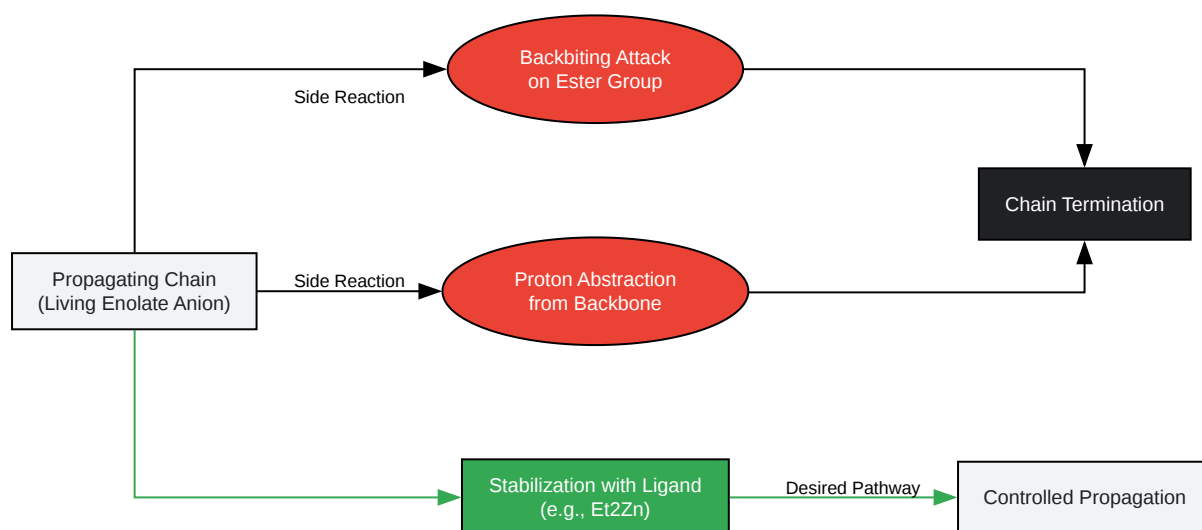 Backbiting Attack
on Ester Group
Side Reaction
Chain Termination
Propagating Chain
(Living Enolate Anion)
Side Reaction
Proton Abstraction
from Backbone
Stabilization with Ligand
(e.g., Et2Zn)
Desired Pathway
Controlled Propagation